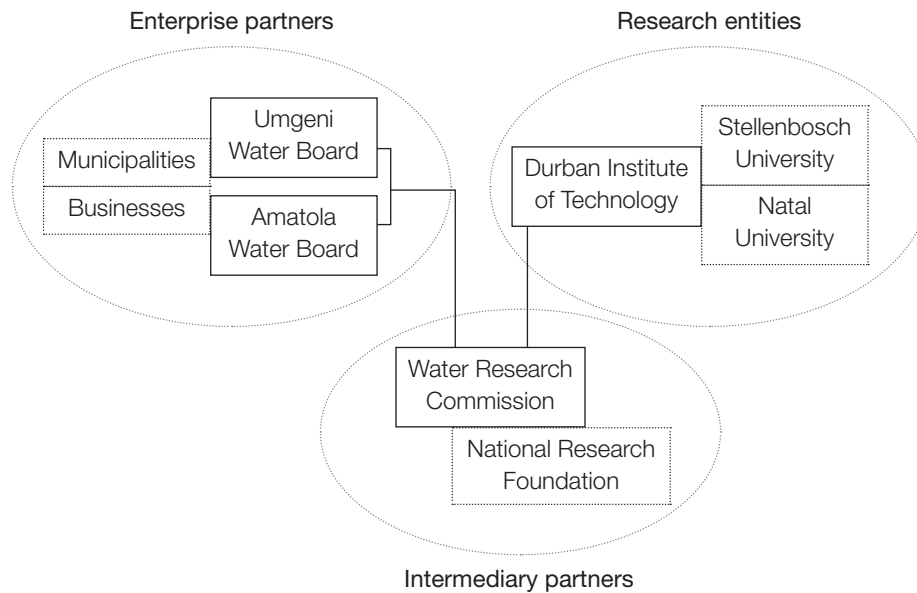 Enterprise partners
Research entities
Umgeni
Water Board
Municipalities
Businesses
Amatola
Water Board
Durban Institute
of Technology
Stellenbosch
University
Natal
University
Water Research
Commission
National Research
Foundation
Intermediary partners